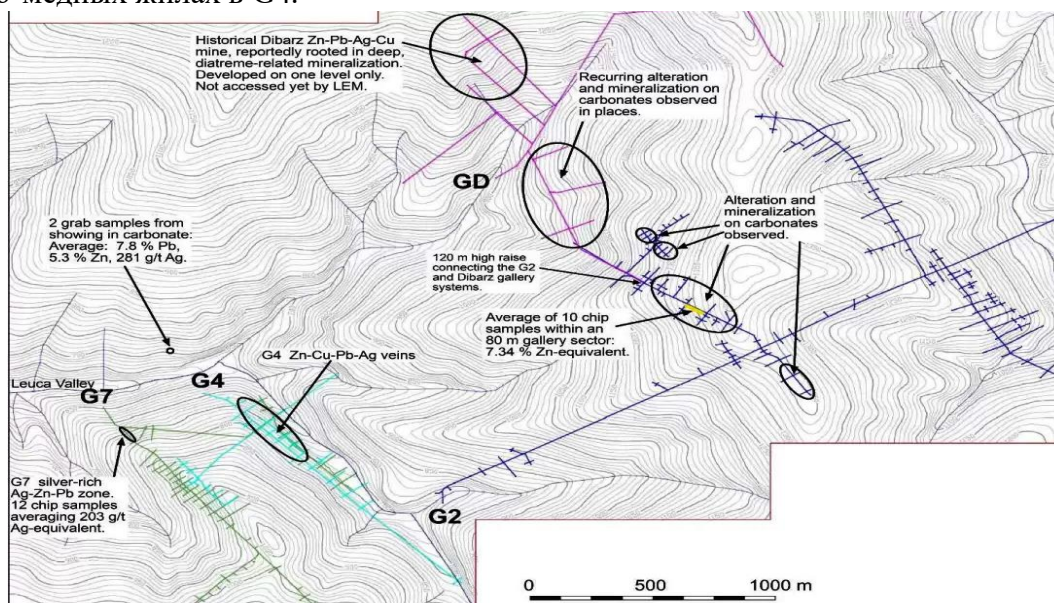 медных жилах в G4.
Historical Dibarz Zn-Pb-Ag-Cu
mine, reportedly rooted in deep,
diatreme-related mineralization.
Developed on one level only.
Not accessed yet by LEM.
Recurring alteration
and mineralization on
carbonates observed
in places.
GD
2 grab samples from
showing in carbonate:
Average: 7.8 % Pb,
5.3 % Zn, 281 g/t Ag.
Alteration and
mineralization
on carbonates
observed.
120 m high raise
connecting the G2
and Dibarz gallery
systems.
Average of 10 chip
samples within an
80 m gallery sector:
7.34 % Zn-equivalent.
G4 Zn-Cu-Pb-Ag veins
Leuca Valley
G4
G7
G7 silver-rich
Ag-Zn-Pb zone.
12 chip samples
averaging 203 g/t
Ag-equivalent.
G2
0 500 1000 m